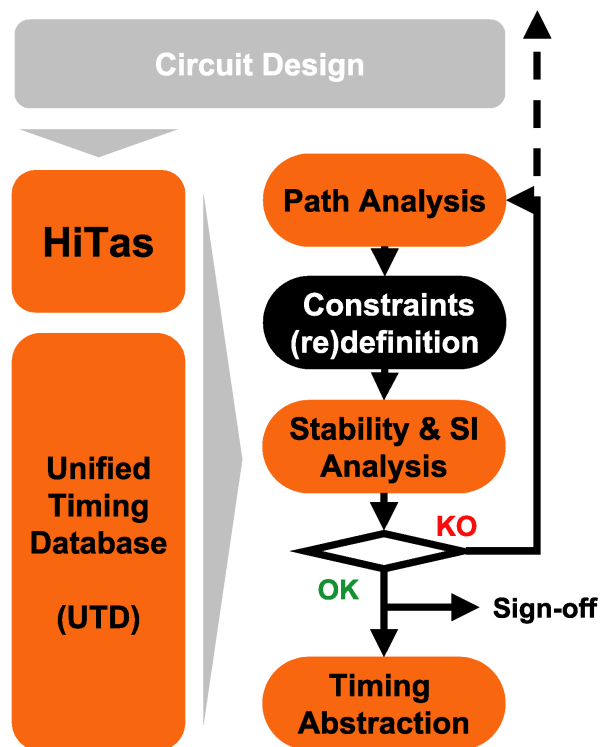 Circuit Design
HiTas
Unified
Timing
Database
(UTD)
Path Analysis
Constraints
(re)definition
Stability & SI
Analysis
KO
OK
Sign-off
Timing
Abstraction